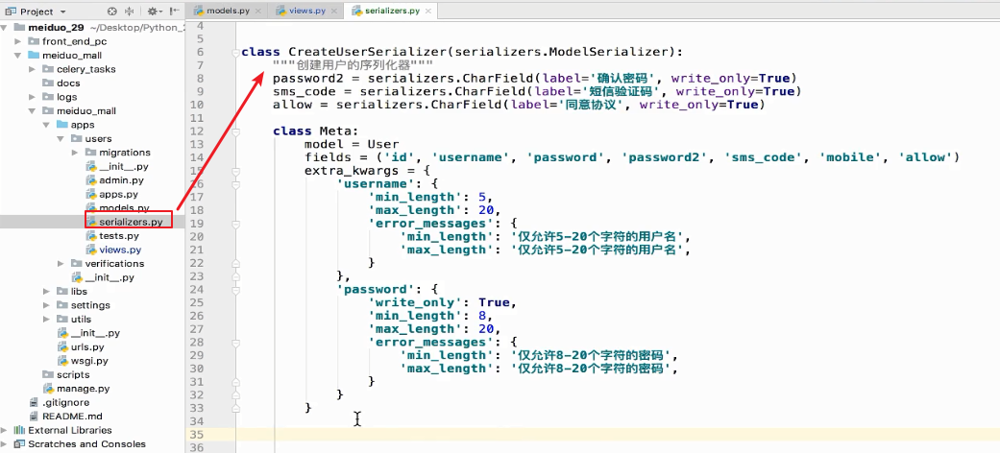 Project
models.py
views.py
serializers.py
meiduo_29 ~/Desktop/Python_
front_end_pc
meiduo_mall
celery_tasks
docs
logs
meiduo_mall
apps
users
migrations
__init__.py
admin.py
apps.py
models.py
serializers.py
tests.py
views.py
verifications
__init__.py
libs
settings
utils
__init__.py
urls.py
wsgi.py
scripts
manage.py
.gitignore
README.md
External Libraries
Scratches and Consoles
4
5
6 class CreateUserSerializer(serializers.ModelSerializer):
7 """创建用户的序列化器"""
8 password2 = serializers.CharField(label='确认密码', write_only=True)
9 sms_code = serializers.CharField(label='短信验证码', write_only=True)
10 allow = serializers.CharField(label='同意协议', write_only=True)
11
12 class Meta:
13 model = User
14 fields = ('id', 'username', 'password', 'password2', 'sms_code', 'mobile', 'allow')
15 extra_kwargs = {
16 'username': {
17 'min_length': 5,
18 'max_length': 20,
19 'error_messages': {
20 'min_length': '仅允许5-20个字符的用户名',
21 'max_length': '仅允许5-20个字符的用户名',
22 }
23 },
24 'password': {
25 'write_only': True,
26 'min_length': 8,
27 'max_length': 20,
28 'error_messages': {
29 'min_length': '仅允许8-20个字符的密码',
30 'max_length': '仅允许8-20个字符的密码',
31 }
32 }
33 }
34
35
36